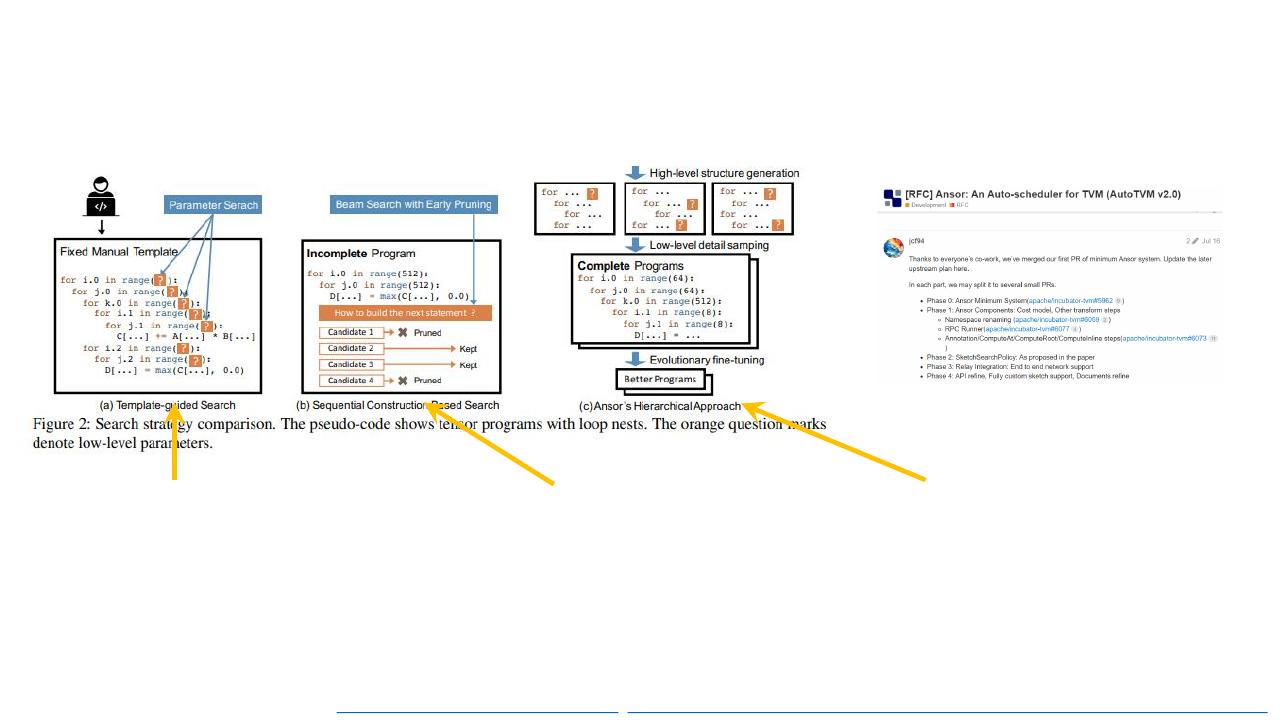 Parameter Serach
Fixed Manual Template
for i.0 in range( ? ):
for j.0 in range( ? ):
for k.0 in range( ? ):
for i.1 in range( ? ):
for j.1 in range( ? ):
C[...] += A[...] * B[...]
for i.2 in range( ? ):
for j.2 in range( ? ):
D[...] = max(C[...], 0.0)
(a) Template-guided Search
Beam Search with Early Pruning
Incomplete Program
for i.0 in range(512):
for j.0 in range(512):
D[...] = max(C[...], 0.0)
How to build the next statement ?
Candidate 1 Pruned
Candidate 2 Kept
Candidate 3 Kept
Candidate 4 Pruned
(b) Sequential Construction Based Search
High-level structure generation
for ... ?
for ...
for ...
for ...
for ...
for ... ?
for ...
for ... ?
for ... ?
for ...
for ...
for ... ?
Low-level detail samping
Complete Programs
for i.0 in range(64):
for j.0 in range(64):
for k.0 in range(512):
for i.1 in range(8):
for j.1 in range(8):
D[...] = ...
Evolutionary fine-tuning
Better Programs
(c) Ansor's Hierarchical Approach
Figure 2: Search strategy comparison. The pseudo-code shows tensor programs with loop nests. The orange question marks
denote low-level parameters.
[RFC] Ansor: An Auto-scheduler for TVM (AutoTVM v2.0)
Development RFC
jcf94 2 Jul 16
Thanks to everyone's co-work, we've merged our first PR of minimum Ansor system. Update the later
upstream plan here.
In each part, we may split it to several small PRs.
Phase 0: Ansor Minimum System(apache/incubator-tvm#5962)
Phase 1: Ansor Components: Cost model, Other transform steps
Namespace renaming (apache/incubator-tvm#6059)
RPC Runner(apache/incubator-tvm#6077)
Annotation/ComputeAt/ComputeRoot/ComputeInline steps(apache/incubator-tvm#6073
)
Phase 2: SketchSearchPolicy: As proposed in the paper
Phase 3: Relay Integration: End to end network support
Phase 4: API refine, Fully custom sketch support, Documents refine